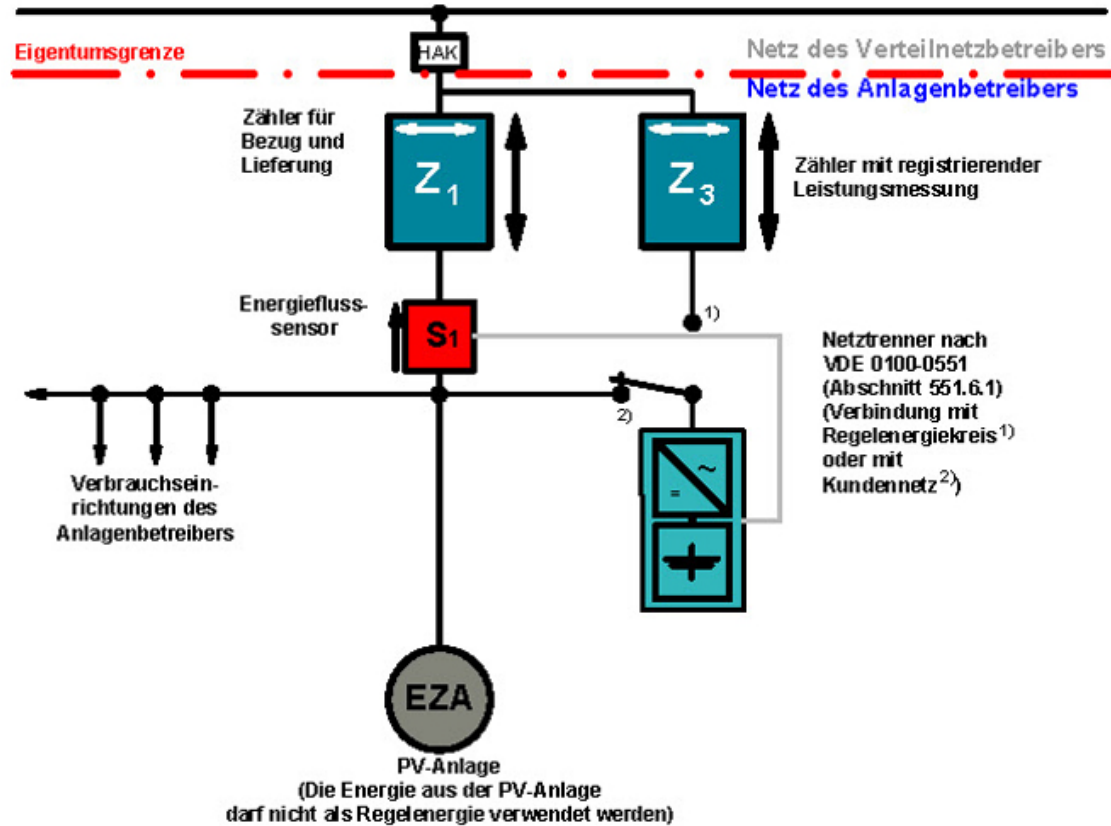 Eigentumsgrenze
HAK
Netz des Verteilnetzbetreibers
Netz des Anlagenbetreibers
Zähler für
Bezug und
Lieferung
Z1
Z3
Zähler mit registrierender
Leistungsmessung
Energiefluss-
sensor
S1
1)
Netztrenner nach
VDE 0100-0551
(Abschnitt 551.6.1)
(Verbindung mit
Regelenergiekreis1)
oder mit
Kundennetz2))
2)
~
=
Verbrauchsein-
richtungen des
Anlagenbetreibers
EZA
PV-Anlage
(Die Energie aus der PV-Anlage
darf nicht als Regelenergie verwendet werden)